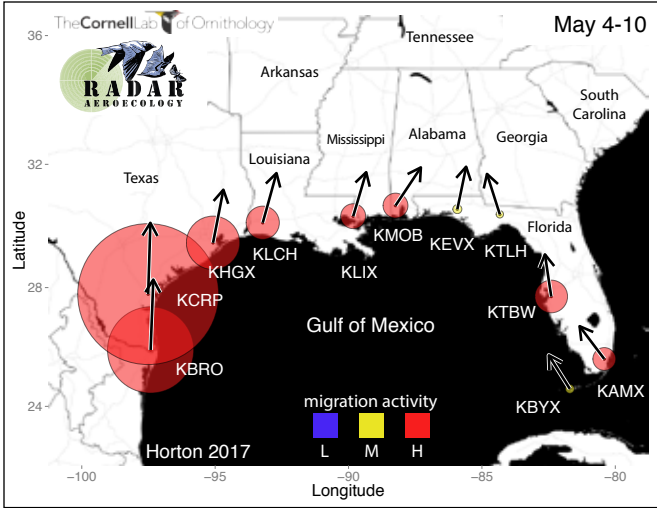 TheCornellLab of Ornithology
May 4-10
RADAR
AEROECOLOGY
Tennessee
Arkansas
South
Carolina
Mississippi
Alabama
Georgia
Louisiana
Texas
Florida
KHGX
KLCH
KLIX
KMOB
KEVX
KTLH
KCRP
KTBW
KBRO
KBYX
KAMX
Gulf of Mexico
migration activity
L
M
H
Horton 2017
36
32
28
24
Latitude
−100
−95
−90
−85
−80
Longitude